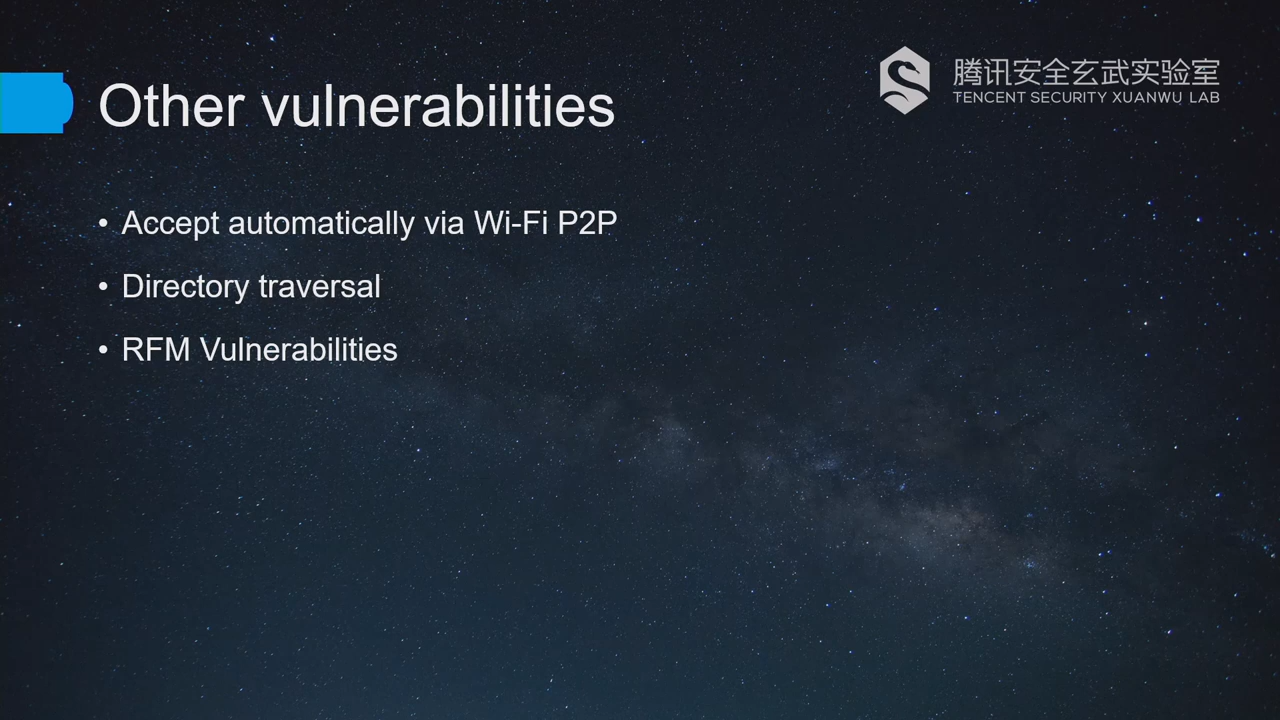 腾讯安全玄武实验室
TENCENT SECURITY XUANWU LAB
Other vulnerabilities
• Accept automatically via Wi-Fi P2P
• Directory traversal
• RFM Vulnerabilities